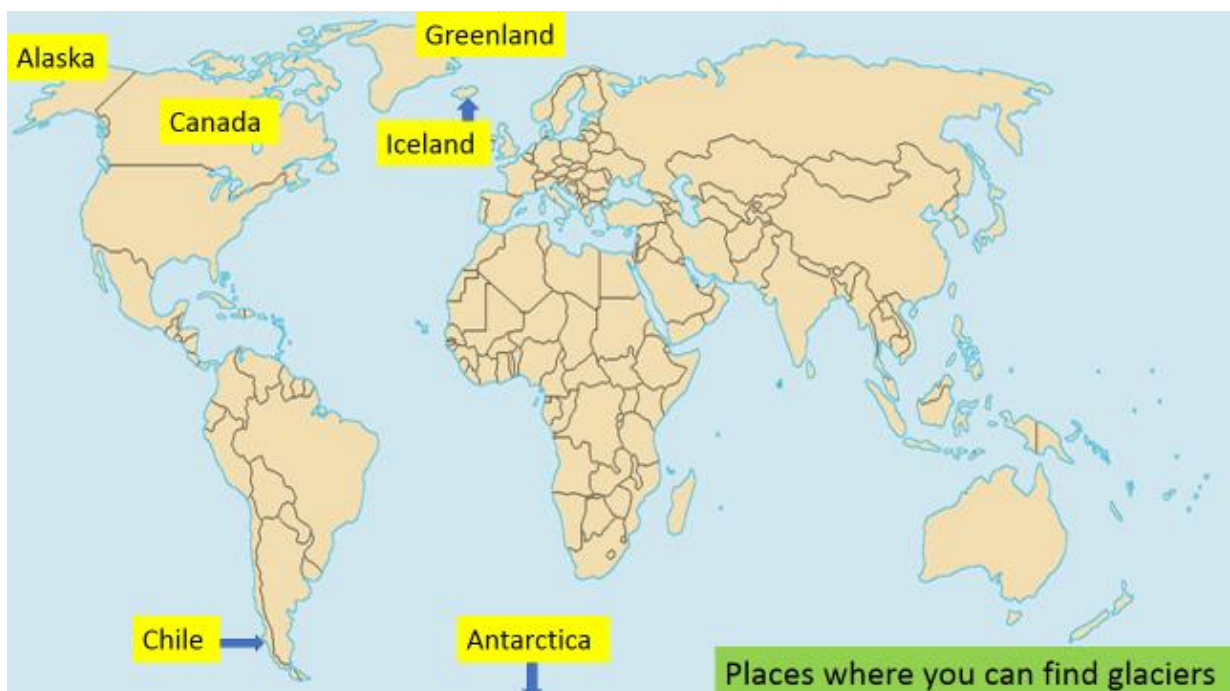 Greenland
Alaska
Canada
Iceland
Chile
Antarctica
Places where you can find glaciers